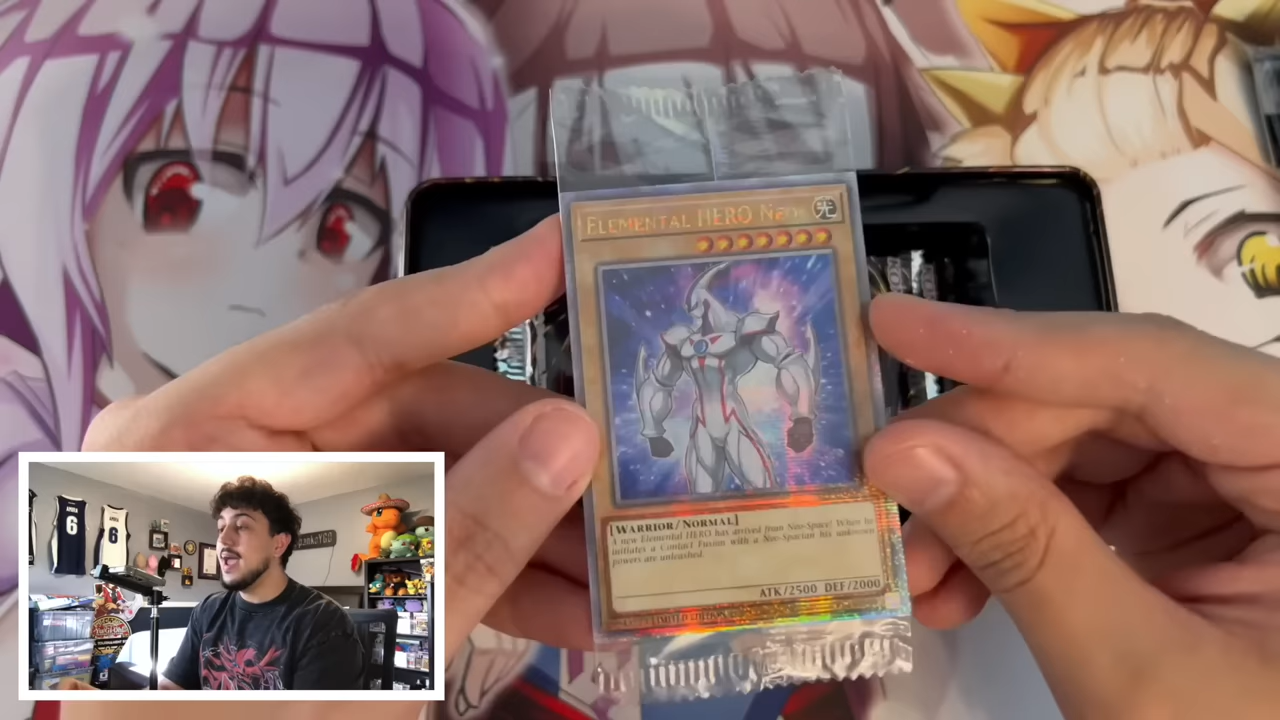 ELEMENTAL HERO NEOS
光
[WARRIOR/NORMAL]
A new Elemental HERO has arrived from Neo-Space! When he
initiates a Contact Fusion with a Neo-Spacian his unknown
powers are unleashed.
ATK/2500 DEF/2000
LIMITED EDITION
AMRA
6
6